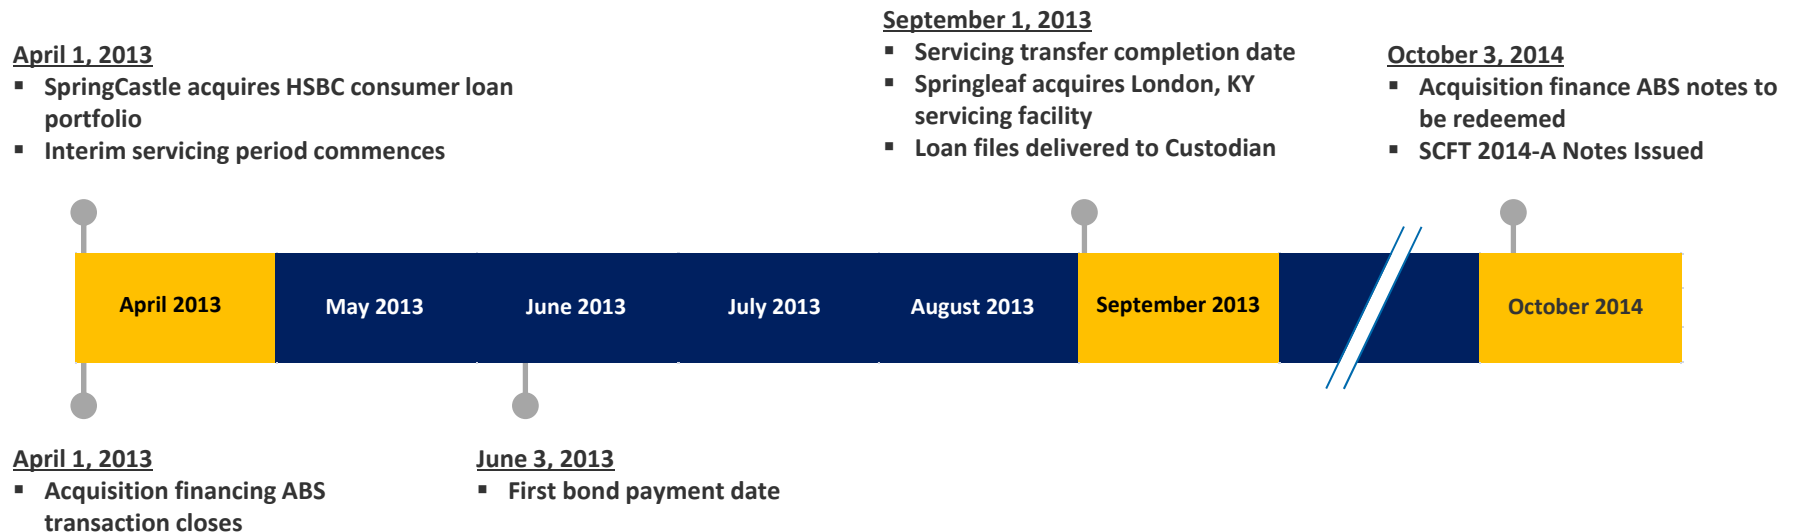 April 1, 2013
▪ SpringCastle acquires HSBC consumer loan
portfolio
▪ Interim servicing period commences
September 1, 2013
▪ Servicing transfer completion date
▪ Springleaf acquires London, KY
servicing facility
▪ Loan files delivered to Custodian
October 3, 2014
▪ Acquisition finance ABS notes to
be redeemed
▪ SCFT 2014-A Notes Issued
April 2013
May 2013
June 2013
July 2013
August 2013
September 2013
October 2014
April 1, 2013
▪ Acquisition financing ABS
transaction closes
June 3, 2013
▪ First bond payment date